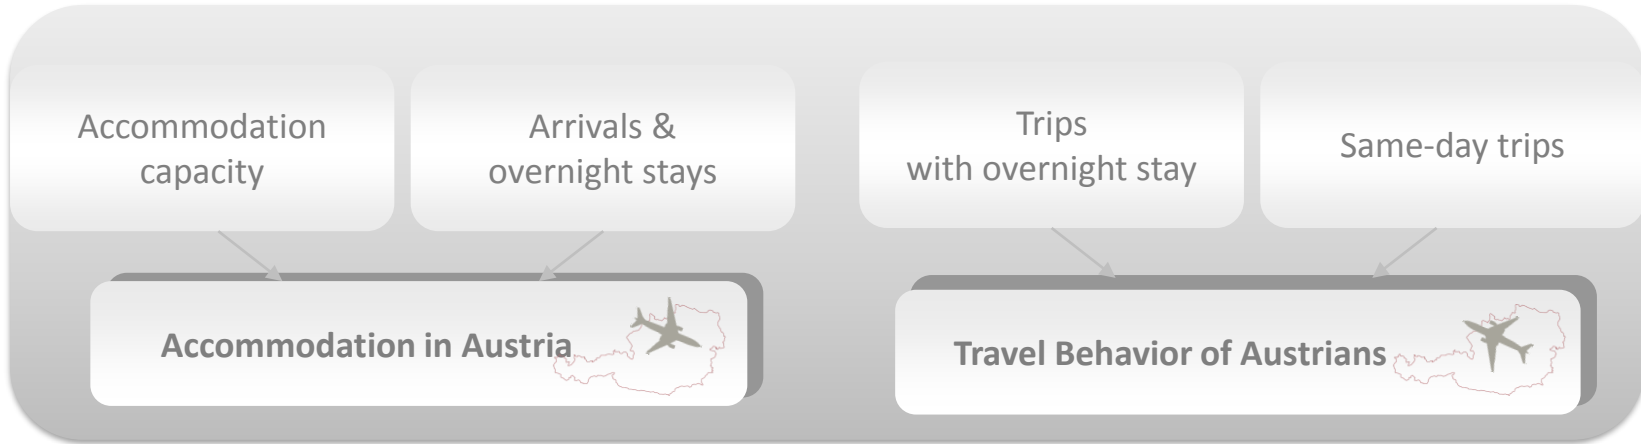 Accommodation
capacity
Arrivals &
overnight stays
Trips
with overnight stay
Same-day trips
Accommodation in Austria
Travel Behavior of Austrians